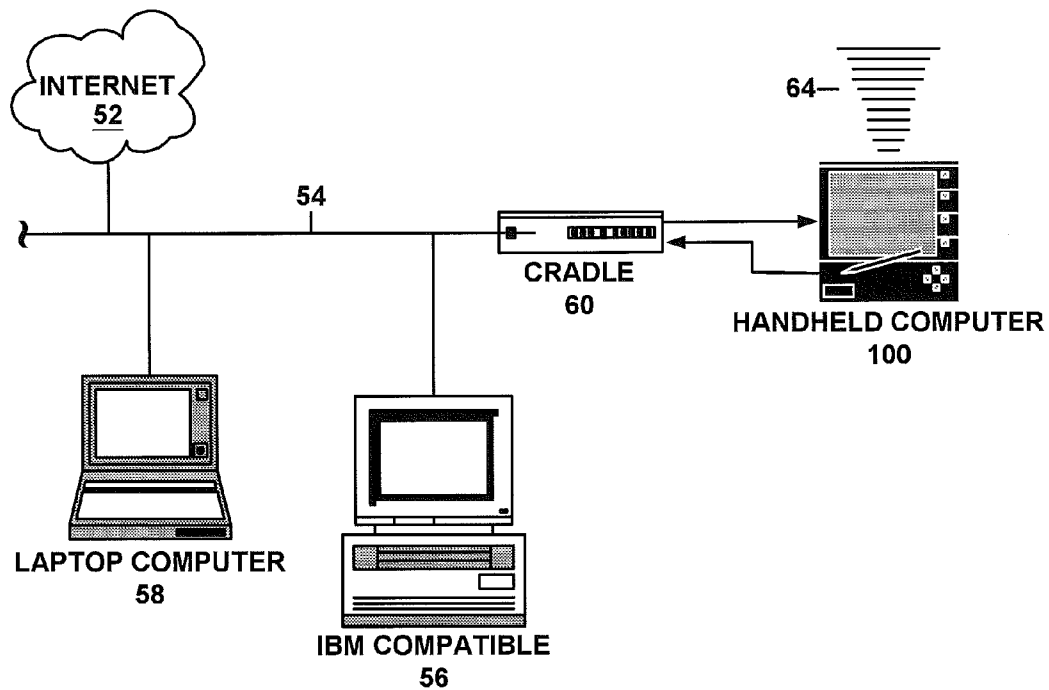 INTERNET
52
64
54
CRADLE
60
HANDHELD COMPUTER
100
LAPTOP COMPUTER
58
IBM COMPATIBLE
56